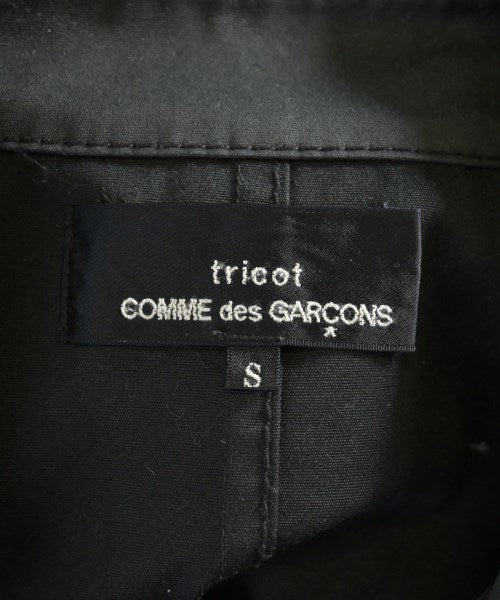 tricot
COMME des GARÇONS
*
S